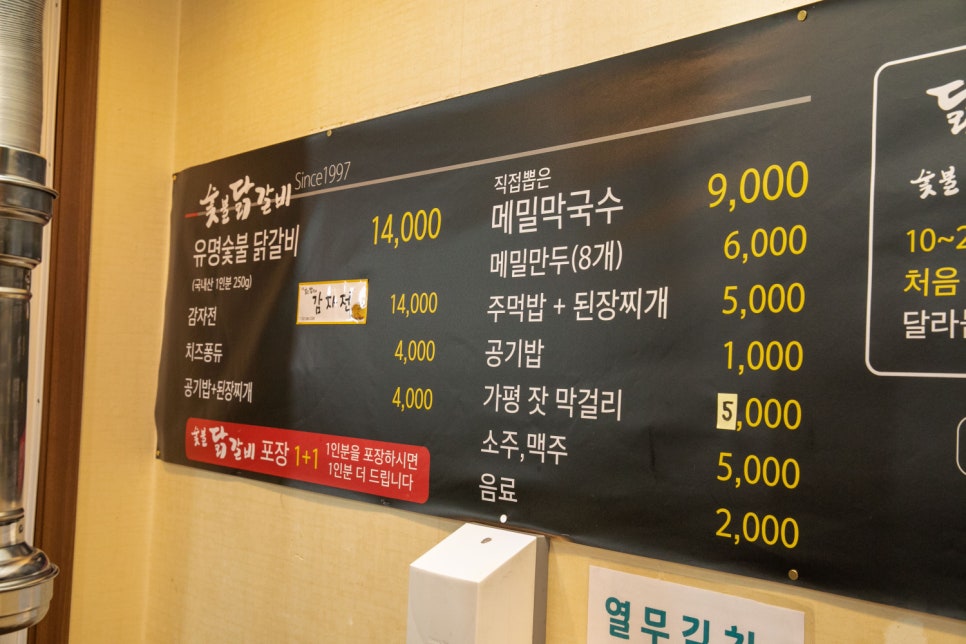 숯불닭갈비 Since1997
유명숯불 닭갈비 14,000
(국내산 1인분 250g)
감자전 감자전 14,000
치즈퐁듀 4,000
공기밥+된장찌개 4,000
숯불닭갈비 포장 1+1
1인분을 포장하시면
1인분 더 드립니다
직접뽑은
메밀막국수 9,000
메밀만두(8개) 6,000
주먹밥 + 된장찌개 5,000
공기밥 1,000
가평 잣 막걸리 5,000
소주,맥주 5,000
음료 2,000
숯불
10~2
처음
열무김치